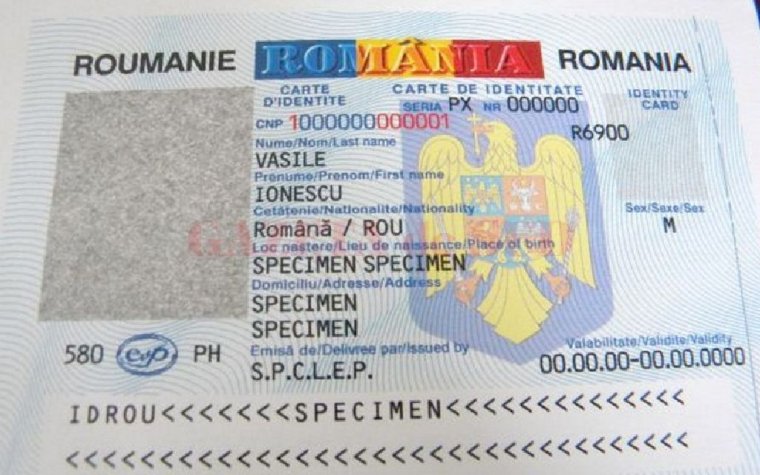 ROUMANIE ROMÂNIA ROMANIA
CARTE D'IDENTITE
CARTE DE IDENTITATE
IDENTITY CARD
SERIA PX NR 000000
CNP 1000000000001
R6900
Nume/Nom/Last name
VASILE
Prenume/Prenom/First name
IONESCU
Cetățenie/Nationalite/Nationality
Română / ROU
Sex/Sexe/Sex
M
Loc naștere/Lieu de naissance/Place of birth
SPECIMEN SPECIMEN
Domiciliu/Adresse/Address
SPECIMEN
SPECIMEN
580 evp PH
Emisă de/Delivree par/Issued by
S.P.C.L.E.P.
Valabilitate/Validite/Validity
00.00.00-00.00.0000
IDROU<<<<<<<SPECIMEN<<<<<<<<<<<<<<<
<<<<<<<<<<<<<<<<<<<<<<<<<<<<<<<<<<<<